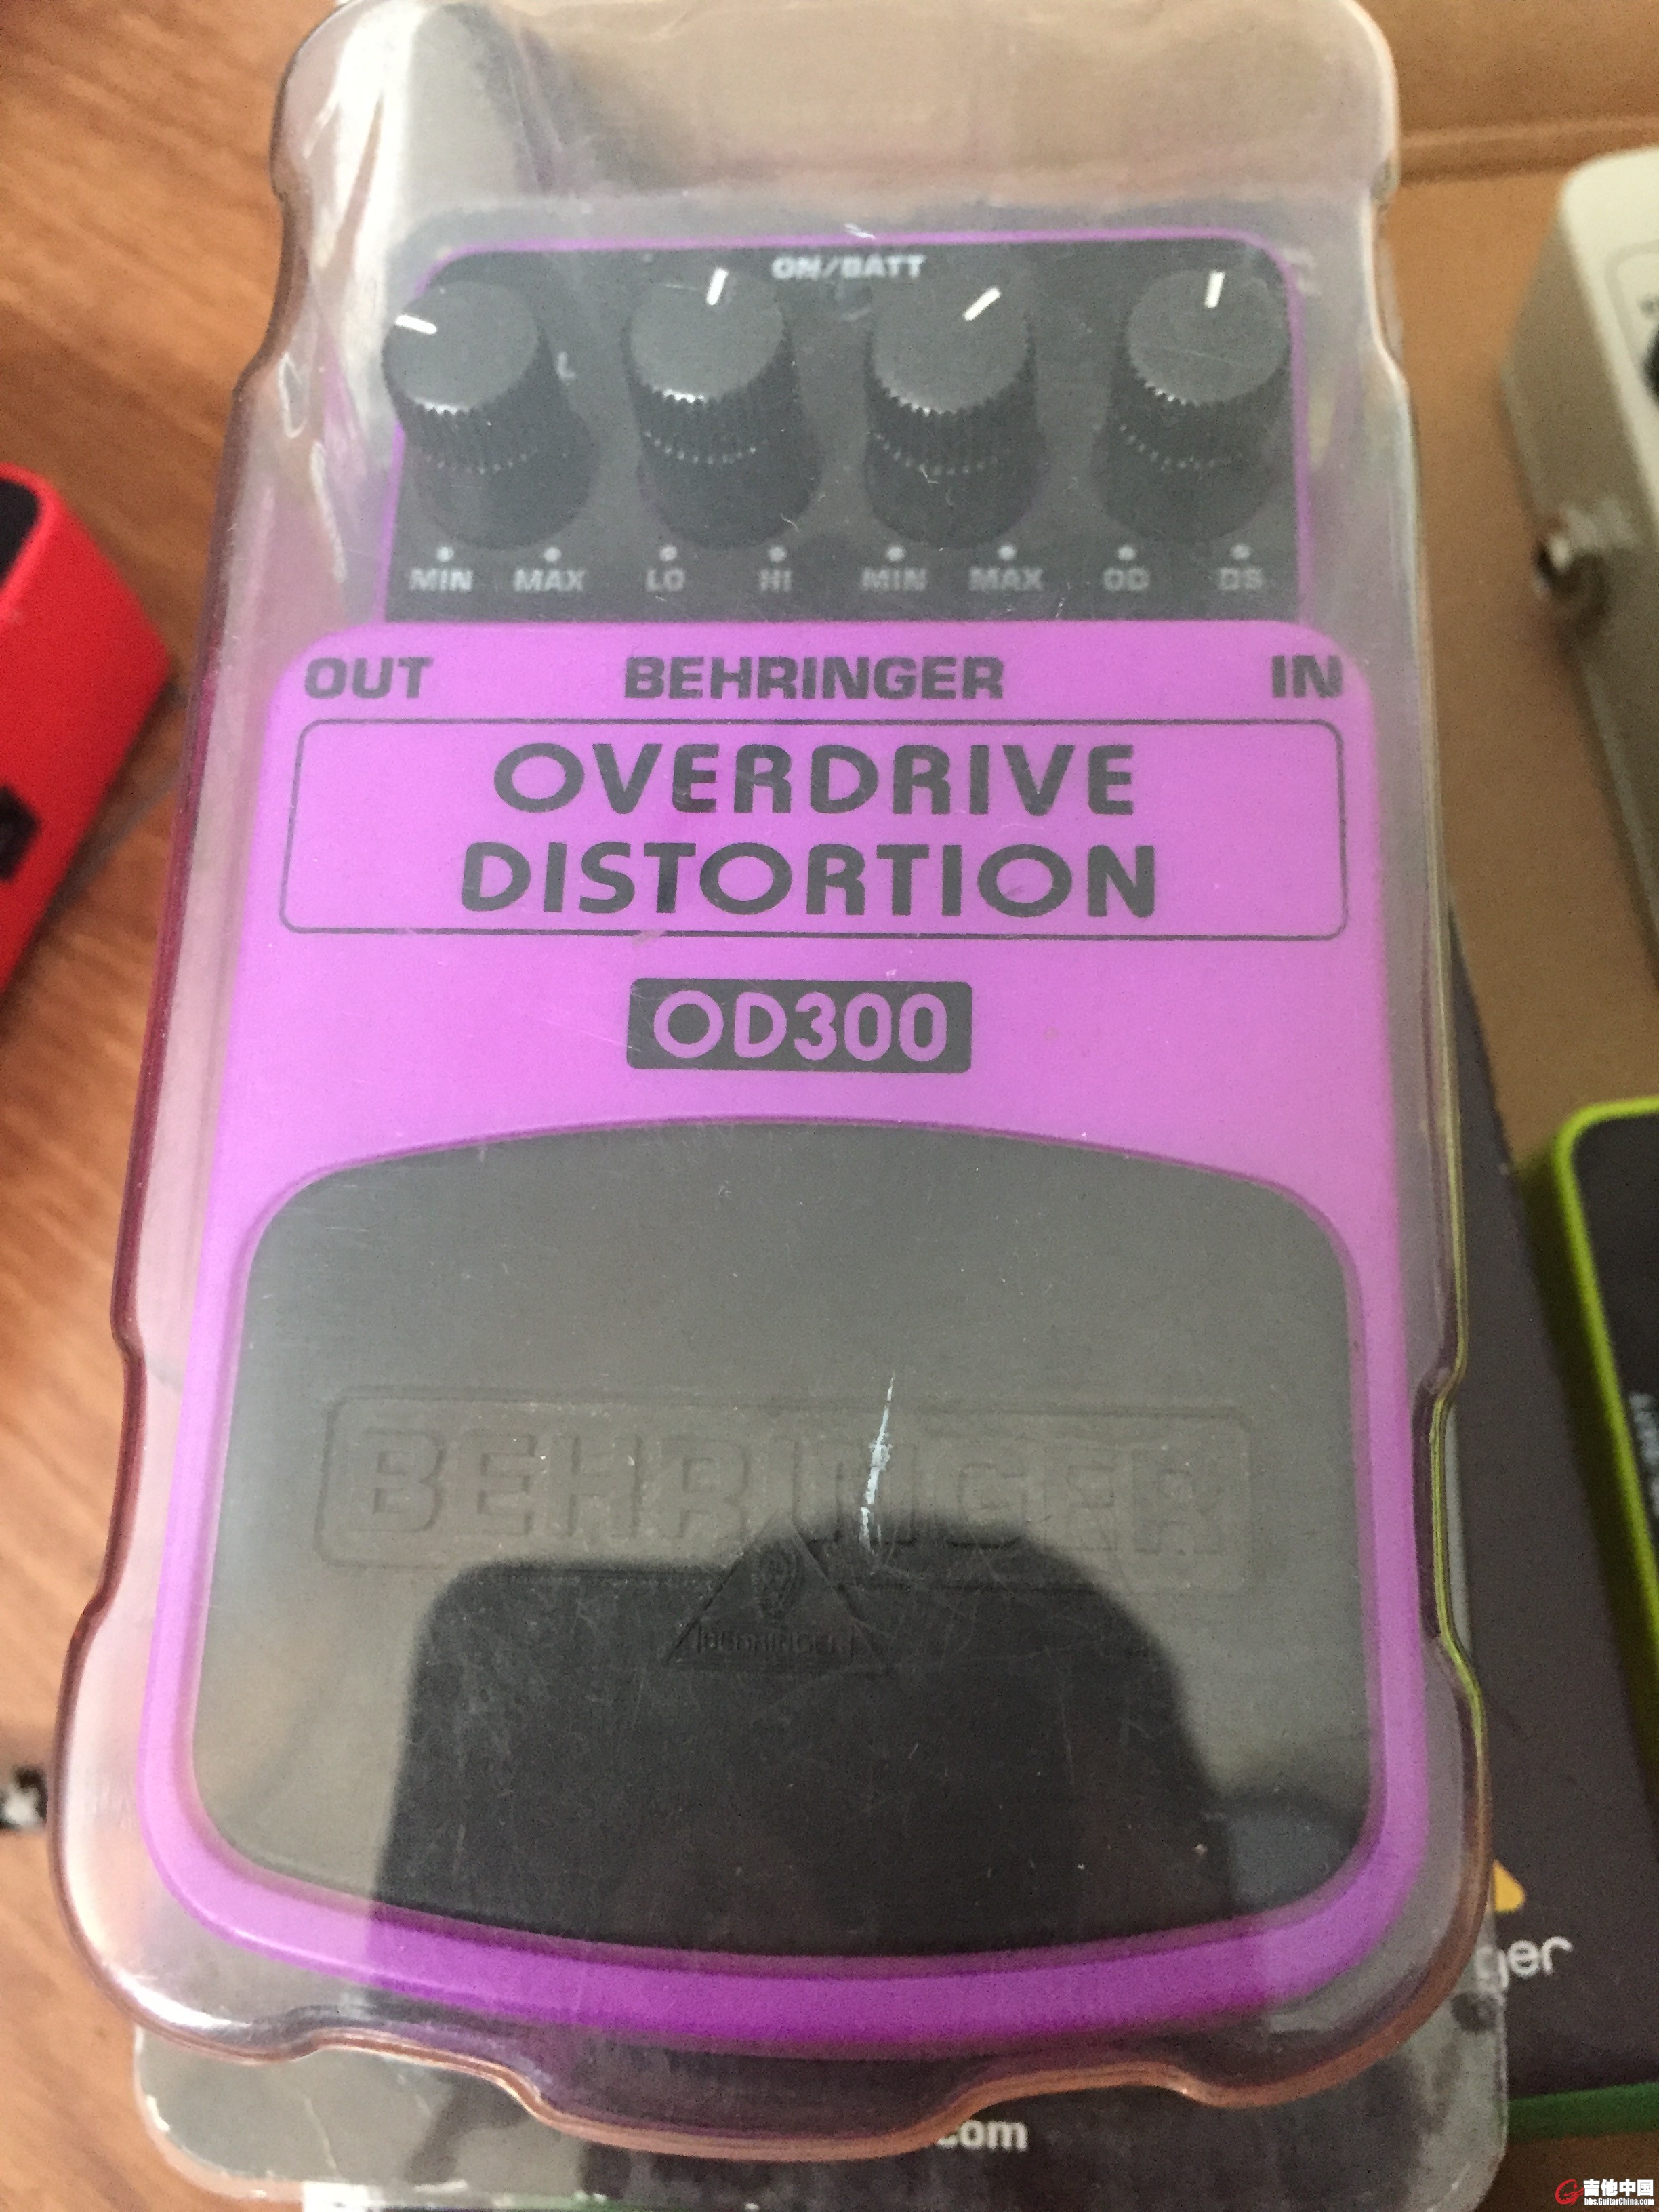 ON/BATT
MIN MAX LO HI MIN MAX OD DS
OUT BEHRINGER IN
OVERDRIVE
DISTORTION
OD300
BEHRINGER
BEHRINGER
ger
.com
吉他中国
bbs.GuitarChina.com